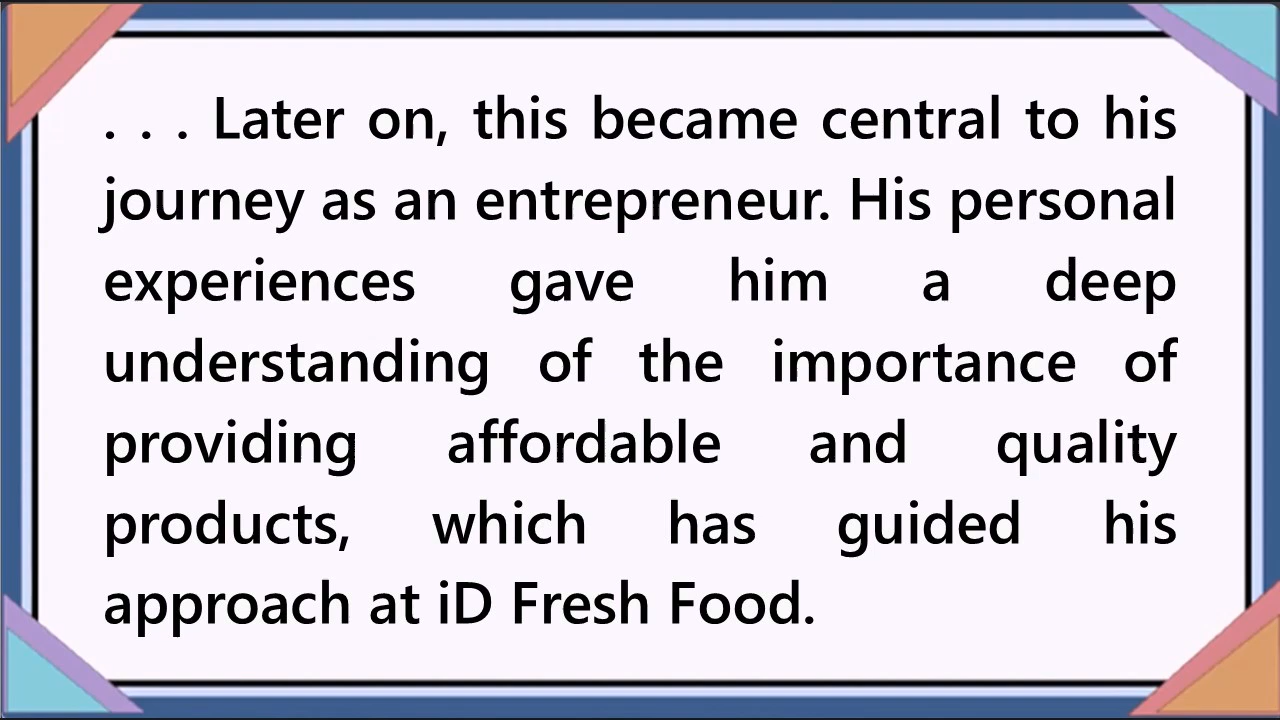 . . . Later on, this became central to his
journey as an entrepreneur. His personal
experiences gave him a deep
understanding of the importance of
providing affordable and quality
products, which has guided his
approach at iD Fresh Food.